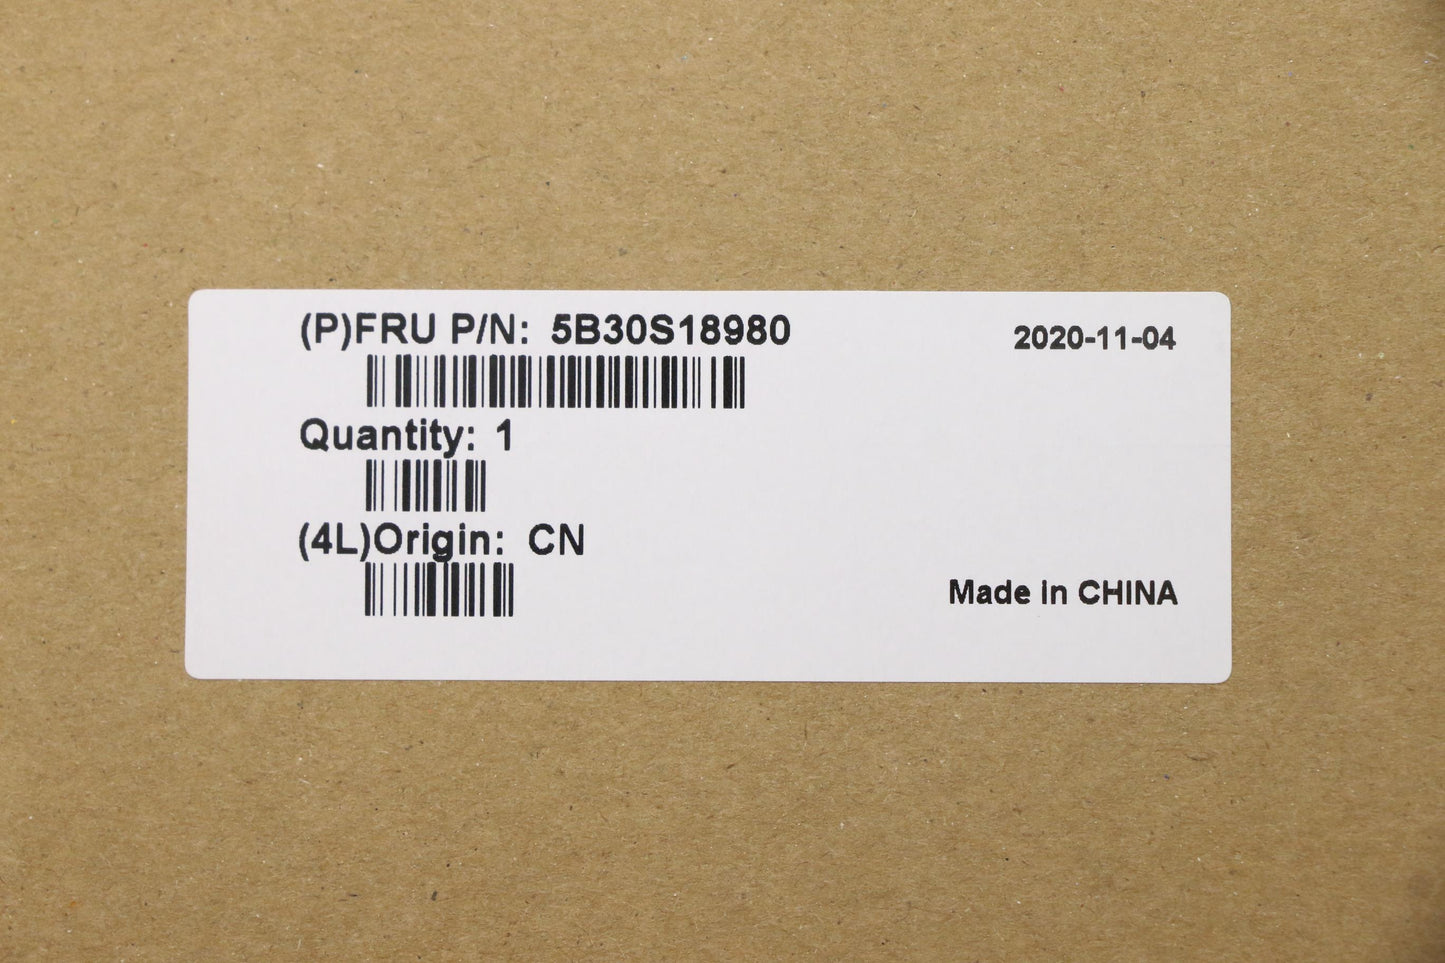 (P)FRU P/N: 5B30S18980
2020-11-04
Quantity: 1
(4L)Origin: CN
Made in CHINA